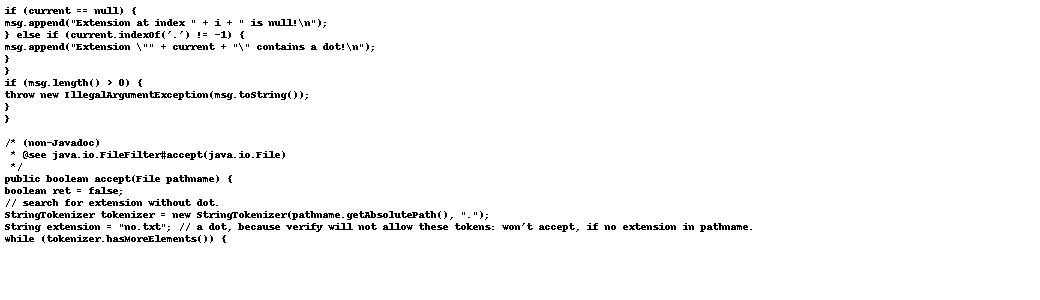 if (current == null) {
msg.append("Extension at index " + i + " is null!\n");
} else if (current.indexOf('.') != -1) {
msg.append("Extension \"" + current + "\" contains a dot!\n");
}
}
if (msg.length() > 0) {
throw new IllegalArgumentException(msg.toString());
}
}

/* (non-Javadoc)
 * @see java.io.FileFilter#accept(java.io.File)
 */
public boolean accept(File pathname) {
boolean ret = false;
// search for extension without dot.
StringTokenizer tokenizer = new StringTokenizer(pathname.getAbsolutePath(), ".");
String extension = "no.txt"; // a dot, because verify will not allow these tokens: won't accept, if no extension in pathname.
while (tokenizer.hasMoreElements()) {